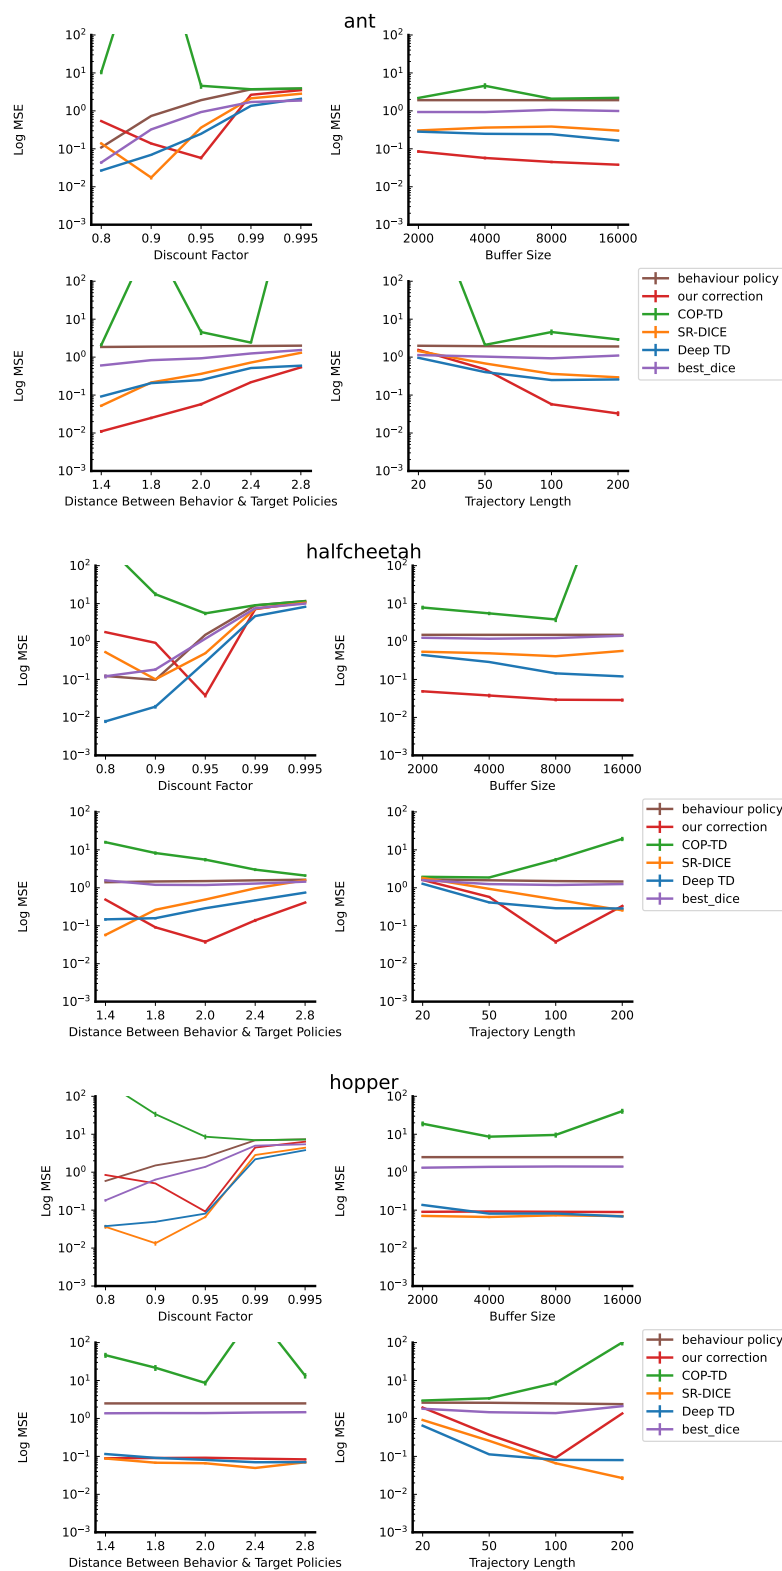 ant
10² 10¹ 10⁰ 10⁻¹ 10⁻² 10⁻³
Log MSE
0.8 0.9 0.95 0.99 0.995
Discount Factor
10² 10¹ 10⁰ 10⁻¹ 10⁻² 10⁻³
Log MSE
2000 4000 8000 16000
Buffer Size
10² 10¹ 10⁰ 10⁻¹ 10⁻² 10⁻³
Log MSE
1.4 1.8 2.0 2.4 2.8
Distance Between Behavior & Target Policies
10² 10¹ 10⁰ 10⁻¹ 10⁻² 10⁻³
Log MSE
20 50 100 200
Trajectory Length
behaviour policy
our correction
COP-TD
SR-DICE
Deep TD
best_dice
halfcheetah
10² 10¹ 10⁰ 10⁻¹ 10⁻² 10⁻³
Log MSE
0.8 0.9 0.95 0.99 0.995
Discount Factor
10² 10¹ 10⁰ 10⁻¹ 10⁻² 10⁻³
Log MSE
2000 4000 8000 16000
Buffer Size
10² 10¹ 10⁰ 10⁻¹ 10⁻² 10⁻³
Log MSE
1.4 1.8 2.0 2.4 2.8
Distance Between Behavior & Target Policies
10² 10¹ 10⁰ 10⁻¹ 10⁻² 10⁻³
Log MSE
20 50 100 200
Trajectory Length
behaviour policy
our correction
COP-TD
SR-DICE
Deep TD
best_dice
hopper
10² 10¹ 10⁰ 10⁻¹ 10⁻² 10⁻³
Log MSE
0.8 0.9 0.95 0.99 0.995
Discount Factor
10² 10¹ 10⁰ 10⁻¹ 10⁻² 10⁻³
Log MSE
2000 4000 8000 16000
Buffer Size
10² 10¹ 10⁰ 10⁻¹ 10⁻² 10⁻³
Log MSE
1.4 1.8 2.0 2.4 2.8
Distance Between Behavior & Target Policies
10² 10¹ 10⁰ 10⁻¹ 10⁻² 10⁻³
Log MSE
20 50 100 200
Trajectory Length
behaviour policy
our correction
COP-TD
SR-DICE
Deep TD
best_dice